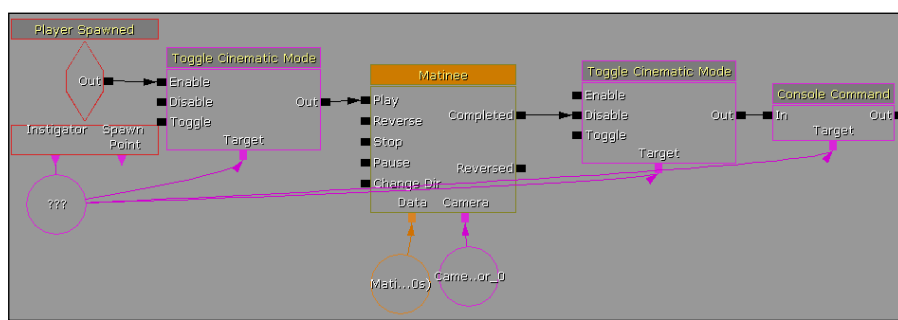 Player Spawned
Out
Instigator
Spawn
Point
???
Toggle Cinematic Mode
Enable
Disable
Toggle
Out
Target
Matinee
Play
Reverse
Stop
Pause
Change Dir
Completed
Reversed
Data
Camera
Mati...0s)
Came..or_0
Toggle Cinematic Mode
Enable
Disable
Toggle
Out
Target
Console Command
In
Out
Target